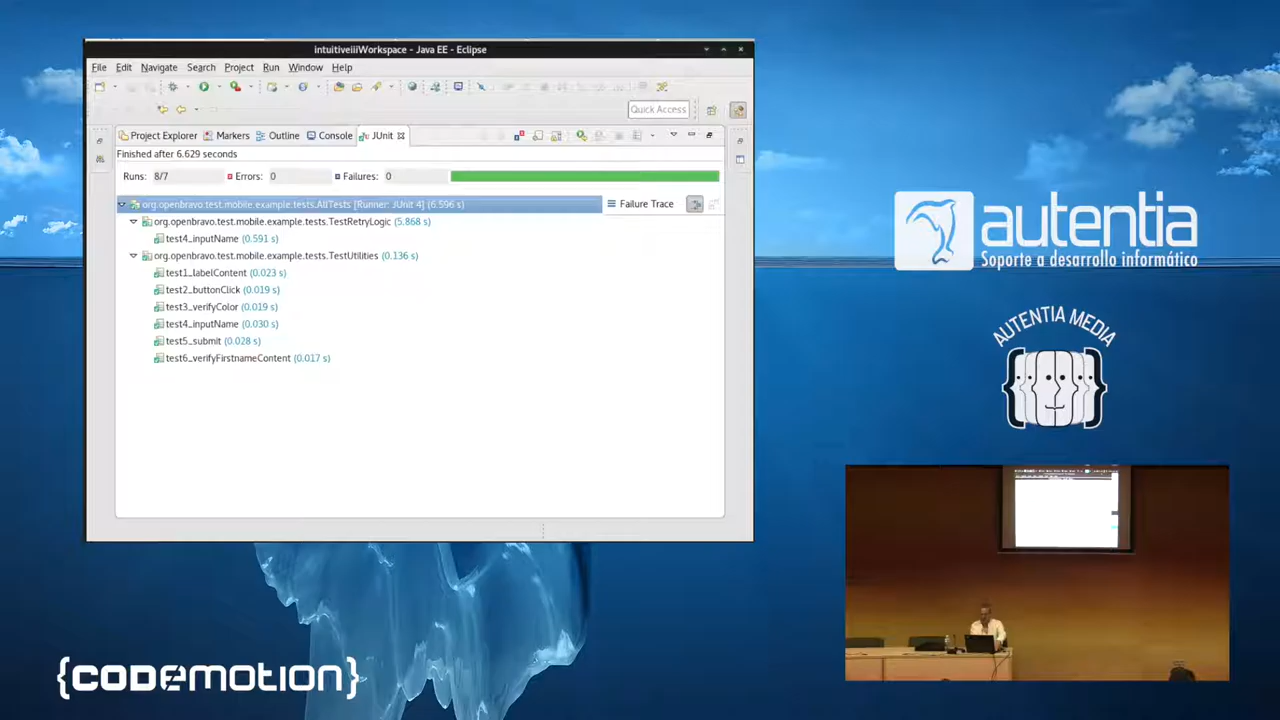 intuitiveiiiWorkspace - Java EE - Eclipse
File Edit Navigate Search Project Run Window Help
Quick Access
Project Explorer Markers Outline Console JUnit
Finished after 6.629 seconds
Runs: 8/7 Errors: 0 Failures: 0
org.openbravo.test.mobile.example.tests.AllTests [Runner: JUnit 4] (6.596 s)
Failure Trace
org.openbravo.test.mobile.example.tests.TestRetryLogic (5.868 s)
test4_inputName (0.591 s)
org.openbravo.test.mobile.example.tests.TestUtilities (0.136 s)
test1_labelContent (0.023 s)
test2_buttonClick (0.019 s)
test3_verifyColor (0.019 s)
test4_inputName (0.030 s)
test5_submit (0.028 s)
test6_verifyFirstnameContent (0.017 s)
autentia
Soporte a desarrollo informático
AUTENTIA MEDIA
{CODEMOTION}